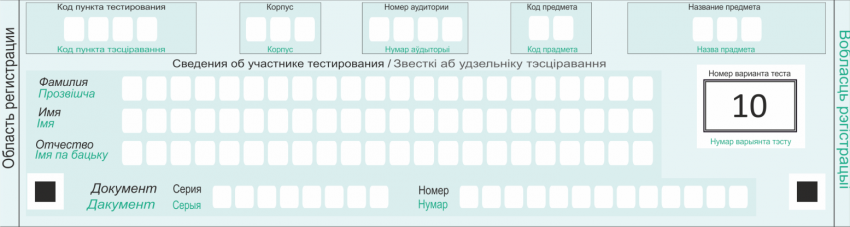 Область регистрации
Код пункта тестирования
Код пункта тэсціравання
Корпус
Корпус
Номер аудитории
Нумар аўдыторыі
Код предмета
Код прадмета
Название предмета
Назва прадмета
Сведения об участнике тестирования / Звесткі аб удзельніку тэсціравання
Фамилия
Прозвішча
Имя
Імя
Отчество
Імя па бацьку
Номер варианта теста
10
Нумар варыянта тэсту
Документ
Дакумент
Серия
Серыя
Номер
Нумар
Вобласць рэгістрацыі